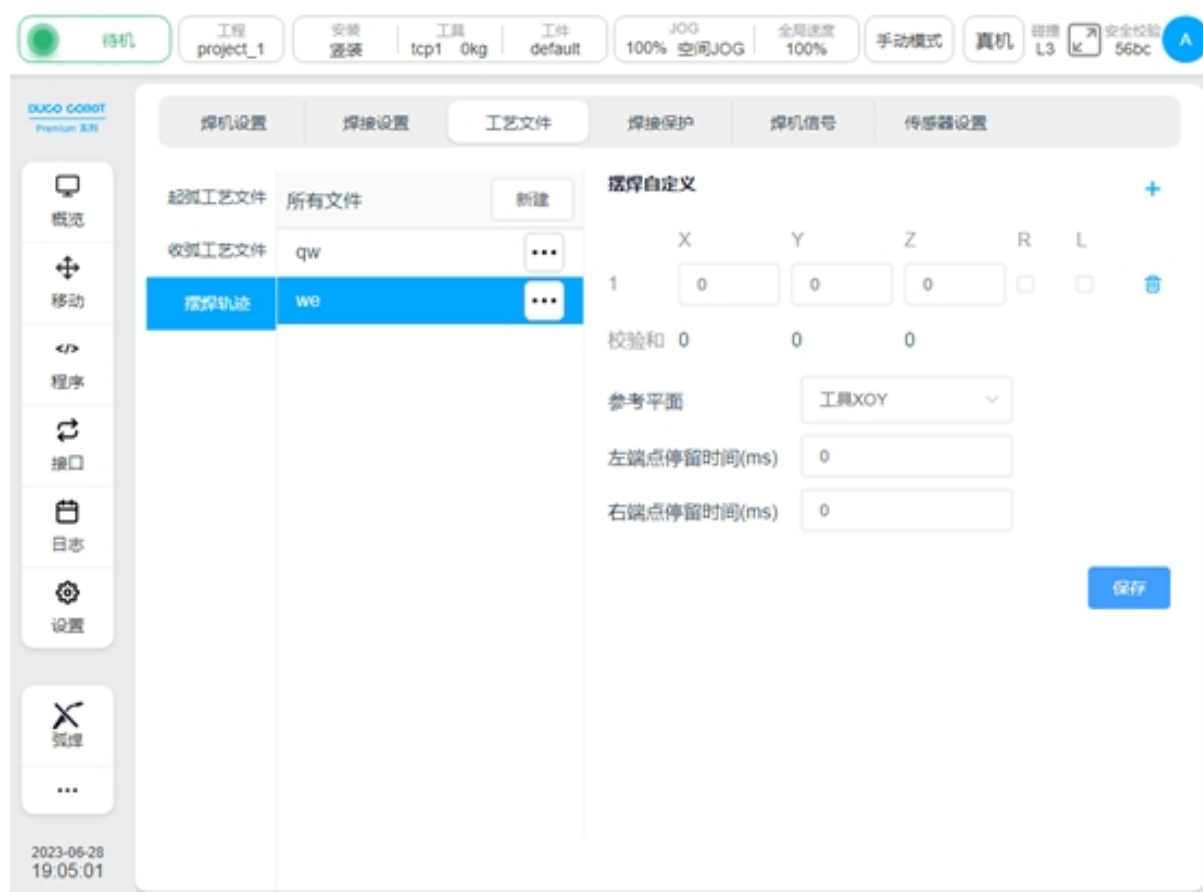 待机
工程
project_1
安装
竖装
工具
tcp1 0kg
工件
default
JOG
100% 空间JOG
全局速度
100%
手动模式
真机
碰撞
L3
安全校验
56bc
A
DUCO COBOT
Premium 系列
焊机设置 焊接设置 工艺文件 焊接保护 焊机信号 传感器设置
概览
移动
程序
接口
日志
设置
弧焊
2023-06-28
19:05:01
起弧工艺文件
收弧工艺文件
摆焊轨迹
所有文件 新建
qw
we
摆焊自定义
X Y Z R L
1 0 0 0
校验和 0 0 0
参考平面 工具XOY
左端点停留时间(ms) 0
右端点停留时间(ms) 0
保存